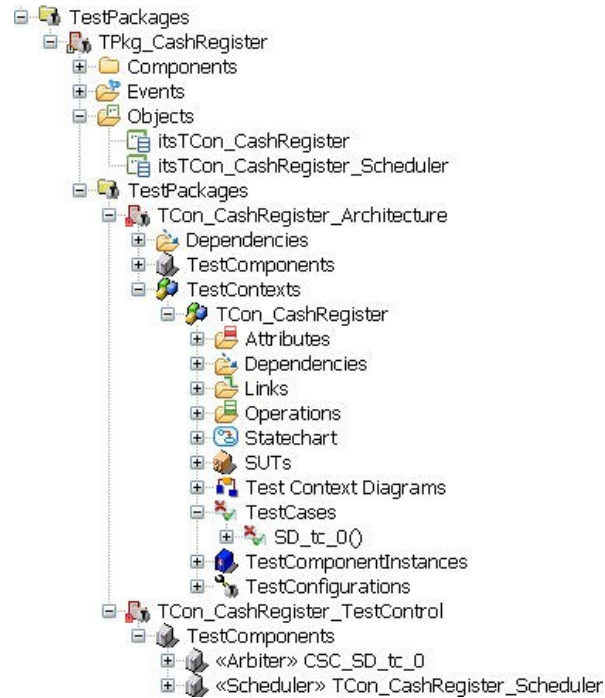 TestPackages
TPkg_CashRegister
Components
Events
Objects
itsTCon_CashRegister
itsTCon_CashRegister_Scheduler
TestPackages
TCon_CashRegister_Architecture
Dependencies
TestComponents
TestContexts
TCon_CashRegister
Attributes
Dependencies
Links
Operations
Statechart
SUTs
Test Context Diagrams
TestCases
SD_tc_0()
TestComponentInstances
TestConfigurations
TCon_CashRegister_TestControl
TestComponents
«Arbiter» CSC_SD_tc_0
«Scheduler» TCon_CashRegister_Scheduler